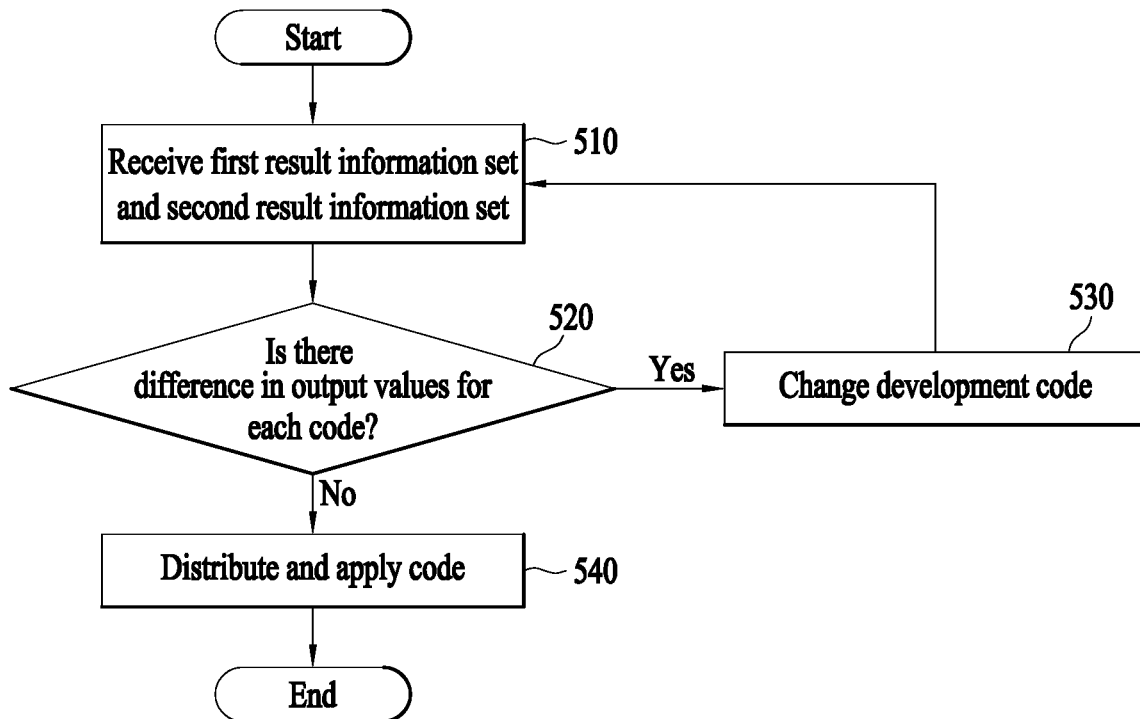 Start
510
Receive first result information set
and second result information set
520
530
Is there
difference in output values for
each code?
Yes
Change development code
No
Distribute and apply code
540
End